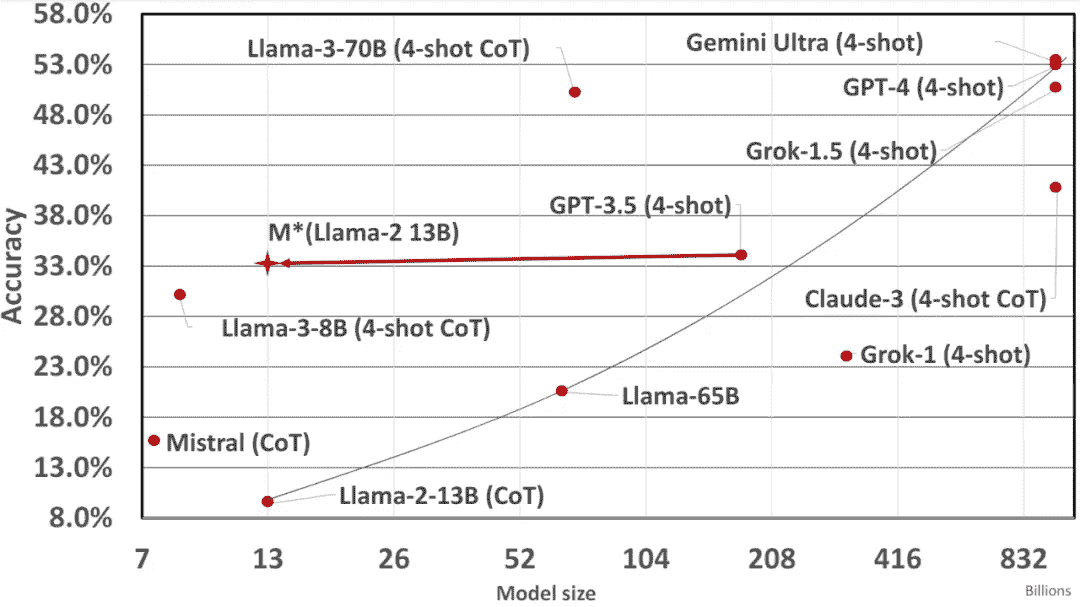 58.0%
53.0%
48.0%
43.0%
38.0%
33.0%
28.0%
23.0%
18.0%
13.0%
8.0%
Accuracy
Llama-3-70B (4-shot CoT)
Gemini Ultra (4-shot)
GPT-4 (4-shot)
Grok-1.5 (4-shot)
GPT-3.5 (4-shot)
M*(Llama-2 13B)
Claude-3 (4-shot CoT)
Llama-3-8B (4-shot CoT)
Grok-1 (4-shot)
Llama-65B
Mistral (CoT)
Llama-2-13B (CoT)
7 13 26 52 104 208 416 832
Model size
Billions